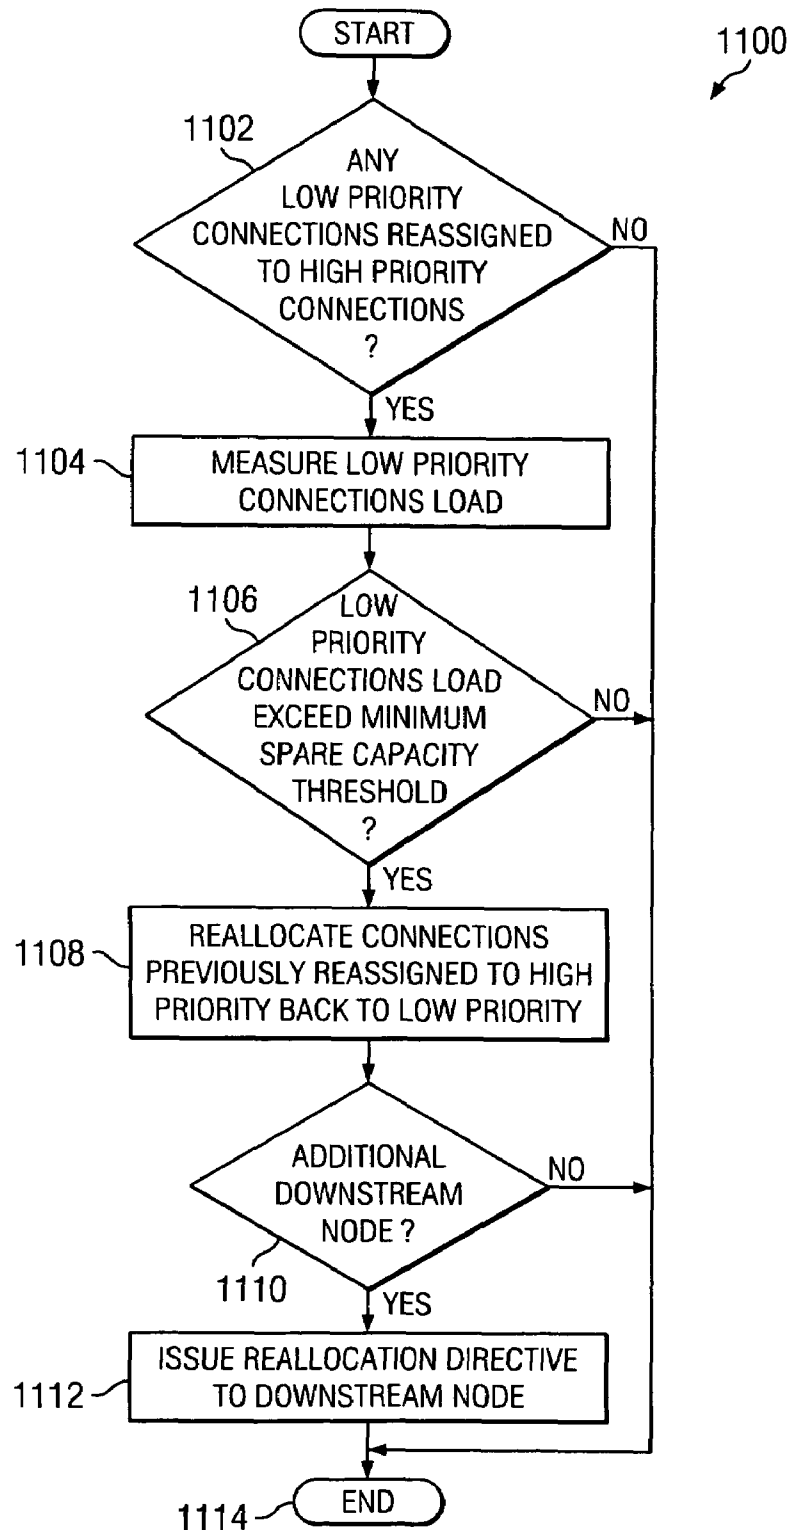 START
1100
1102
ANY
LOW PRIORITY
CONNECTIONS REASSIGNED
TO HIGH PRIORITY
CONNECTIONS
?
NO
YES
1104
MEASURE LOW PRIORITY
CONNECTIONS LOAD
1106
LOW
PRIORITY
CONNECTIONS LOAD
EXCEED MINIMUM
SPARE CAPACITY
THRESHOLD
?
NO
YES
1108
REALLOCATE CONNECTIONS
PREVIOUSLY REASSIGNED TO HIGH
PRIORITY BACK TO LOW PRIORITY
ADDITIONAL
DOWNSTREAM
NODE ?
NO
1110
YES
1112
ISSUE REALLOCATION DIRECTIVE
TO DOWNSTREAM NODE
END
1114